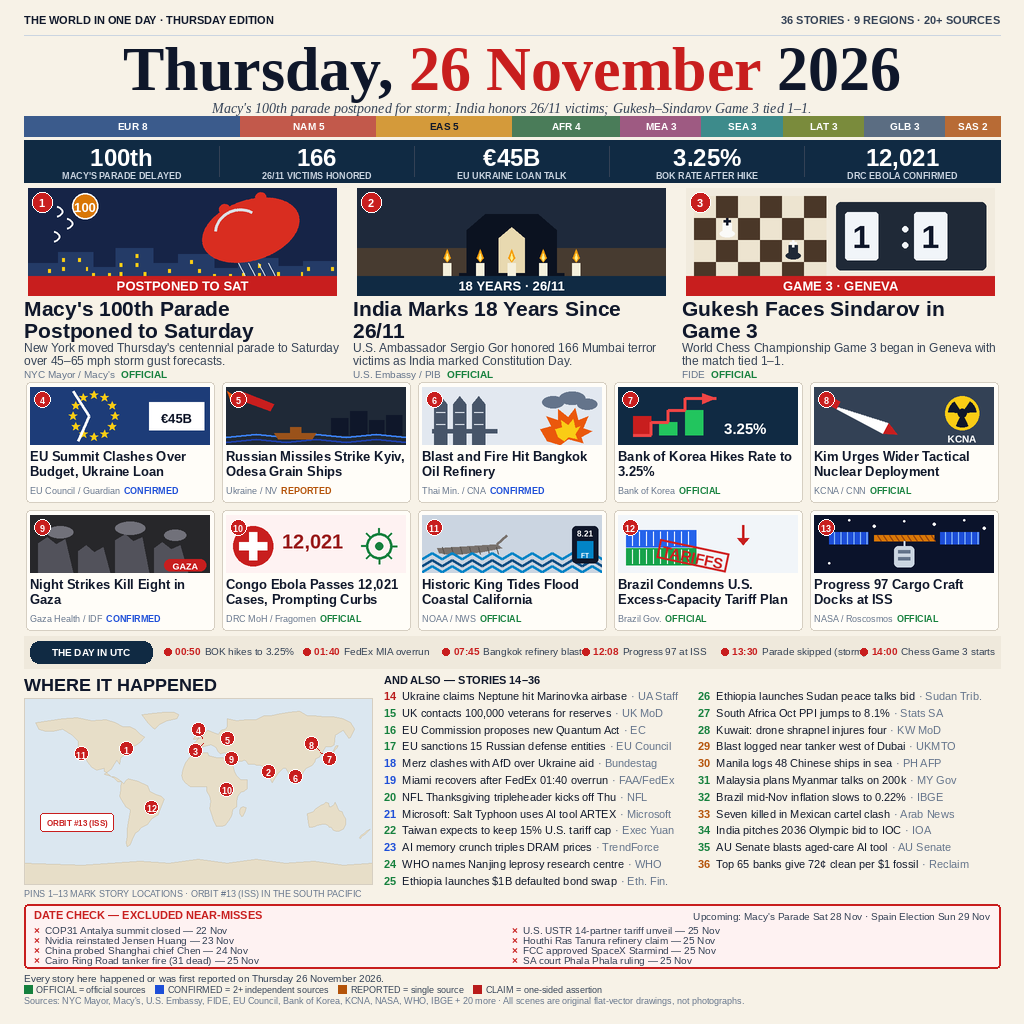 THE WORLD IN ONE DAY · THURSDAY EDITION
36 STORIES · 9 REGIONS · 20+ SOURCES
Thursday, 26 November 2026
Macy's 100th parade postponed for storm; India honors 26/11 victims; Gukesh–Sindarov Game 3 tied 1–1.
EUR 8 NAM 5 EAS 5 AFR 4 MEA 3 SEA 3 LAT 3 GLB 3 SAS 2
100th 166 €45B 3.25% 12,021
MACY'S PARADE DELAYED 26/11 VICTIMS HONORED EU UKRAINE LOAN TALK BOK RATE AFTER HIKE DRC EBOLA CONFIRMED
1
100
POSTPONED TO SAT
Macy's 100th Parade
Postponed to Saturday
New York moved Thursday's centennial parade to Saturday
over 45–65 mph storm gust forecasts.
NYC Mayor / Macy's OFFICIAL
2
18 YEARS · 26/11
India Marks 18 Years Since
26/11
U.S. Ambassador Sergio Gor honored 166 Mumbai terror
victims as India marked Constitution Day.
U.S. Embassy / PIB OFFICIAL
3
1 : 1
GAME 3 · GENEVA
Gukesh Faces Sindarov in
Game 3
World Chess Championship Game 3 began in Geneva with
the match tied 1–1.
FIDE OFFICIAL
4
€45B
EU Summit Clashes Over
Budget, Ukraine Loan
EU Council / Guardian CONFIRMED
5
Russian Missiles Strike Kyiv,
Odesa Grain Ships
Ukraine / NV REPORTED
6
Blast and Fire Hit Bangkok
Oil Refinery
Thai Min. / CNA CONFIRMED
7
3.25%
Bank of Korea Hikes Rate to
3.25%
Bank of Korea OFFICIAL
8
KCNA
Kim Urges Wider Tactical
Nuclear Deployment
KCNA / CNN OFFICIAL
9
GAZA
Night Strikes Kill Eight in
Gaza
Gaza Health / IDF CONFIRMED
10
12,021
Congo Ebola Passes 12,021
Cases, Prompting Curbs
DRC MoH / Fragomen OFFICIAL
11
8.21
FT
Historic King Tides Flood
Coastal California
NOAA / NWS OFFICIAL
12
TARIFFS
Brazil Condemns U.S.
Excess-Capacity Tariff Plan
Brazil Gov. OFFICIAL
13
Progress 97 Cargo Craft
Docks at ISS
NASA / Roscosmos OFFICIAL
THE DAY IN UTC
00:50 BOK hikes to 3.25%
01:40 FedEx MIA overrun
07:45 Bangkok refinery blast
12:08 Progress 97 at ISS
13:30 Parade skipped (storm
14:00 Chess Game 3 starts
WHERE IT HAPPENED
4
5
3
9
11
1
8
7
2
6
10
12
ORBIT #13 (ISS)
PINS 1–13 MARK STORY LOCATIONS · ORBIT #13 (ISS) IN THE SOUTH PACIFIC
AND ALSO — STORIES 14–36
14 Ukraine claims Neptune hit Marinovka airbase · UA Staff
15 UK contacts 100,000 veterans for reserves · UK MoD
16 EU Commission proposes new Quantum Act · EC
17 EU sanctions 15 Russian defense entities · EU Council
18 Merz clashes with AfD over Ukraine aid · Bundestag
19 Miami recovers after FedEx 01:40 overrun · FAA/FedEx
20 NFL Thanksgiving tripleheader kicks off Thu · NFL
21 Microsoft: Salt Typhoon uses AI tool ARTEX · Microsoft
22 Taiwan expects to keep 15% U.S. tariff cap · Exec Yuan
23 AI memory crunch triples DRAM prices · TrendForce
24 WHO names Nanjing leprosy research centre · WHO
25 Ethiopia launches $1B defaulted bond swap · Eth. Fin.
26 Ethiopia launches Sudan peace talks bid · Sudan Trib.
27 South Africa Oct PPI jumps to 8.1% · Stats SA
28 Kuwait: drone shrapnel injures four · KW MoD
29 Blast logged near tanker west of Dubai · UKMTO
30 Manila logs 48 Chinese ships in sea · PH AFP
31 Malaysia plans Myanmar talks on 200k · MY Gov
32 Brazil mid-Nov inflation slows to 0.22% · IBGE
33 Seven killed in Mexican cartel clash · Arab News
34 India pitches 2036 Olympic bid to IOC · IOA
35 AU Senate blasts aged-care AI tool · AU Senate
36 Top 65 banks give 72¢ clean per $1 fossil · Reclaim
DATE CHECK — EXCLUDED NEAR-MISSES
Upcoming: Macy's Parade Sat 28 Nov · Spain Election Sun 29 Nov
× COP31 Antalya summit closed — 22 Nov
× Nvidia reinstated Jensen Huang — 23 Nov
× China probed Shanghai chief Chen — 24 Nov
× Cairo Ring Road tanker fire (31 dead) — 25 Nov
× U.S. USTR 14-partner tariff unveil — 25 Nov
× Houthi Ras Tanura refinery claim — 25 Nov
× FCC approved SpaceX Starmind — 25 Nov
× SA court Phala Phala ruling — 25 Nov
Every story here happened or was first reported on Thursday 26 November 2026.
OFFICIAL = official sources CONFIRMED = 2+ independent sources REPORTED = single source CLAIM = one-sided assertion
Sources: NYC Mayor, Macy's, U.S. Embassy, FIDE, EU Council, Bank of Korea, KCNA, NASA, WHO, IBGE + 20 more · All scenes are original flat-vector drawings, not photographs.